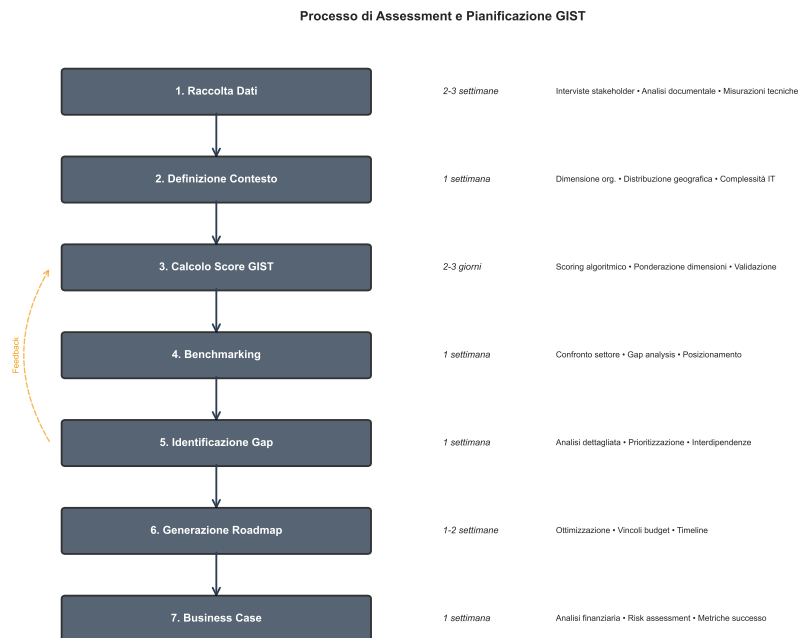 Processo di Assessment e Pianificazione GIST
1. Raccolta Dati
2-3 settimane
Interviste stakeholder • Analisi documentale • Misurazioni tecniche
2. Definizione Contesto
1 settimana
Dimensione org. • Distribuzione geografica • Complessità IT
3. Calcolo Score GIST
2-3 giorni
Scoring algoritmico • Ponderazione dimensioni • Validazione
Feedback
4. Benchmarking
1 settimana
Confronto settore • Gap analysis • Posizionamento
5. Identificazione Gap
1 settimana
Analisi dettagliata • Prioritizzazione • Interdipendenze
6. Generazione Roadmap
1-2 settimane
Ottimizzazione • Vincoli budget • Timeline
7. Business Case
1 settimana
Analisi finanziaria • Risk assessment • Metriche successo